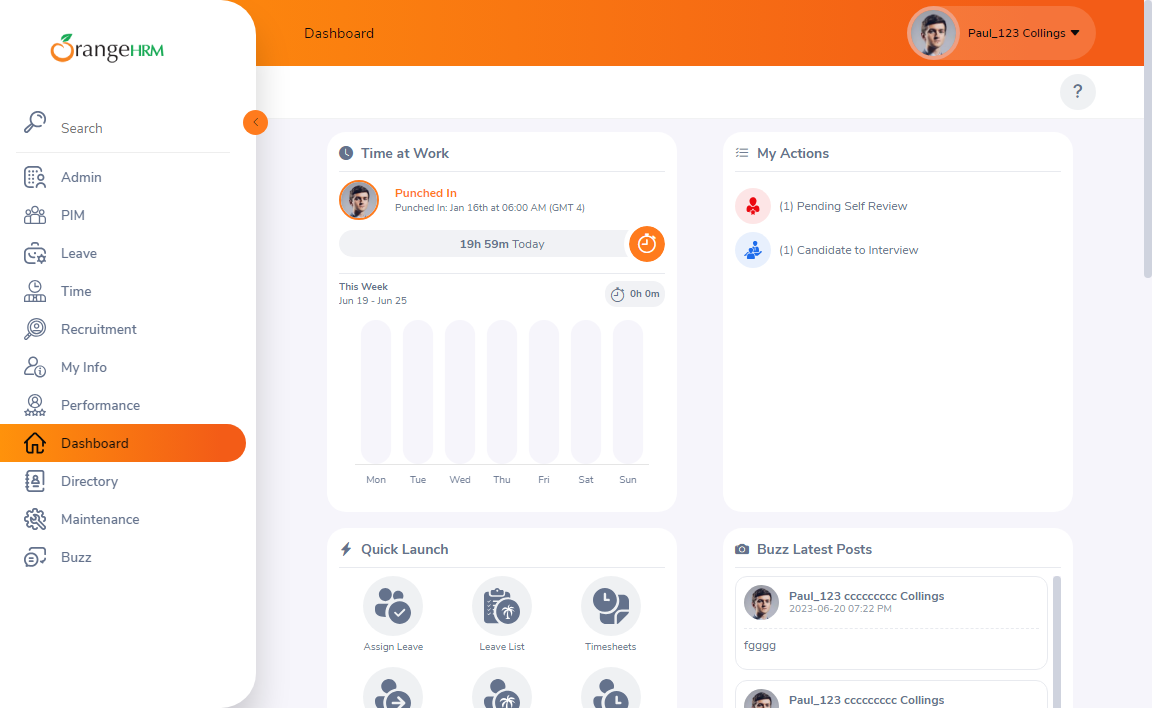 OrangeHRM
Search
Admin
PIM
Leave
Time
Recruitment
My Info
Performance
Dashboard
Directory
Maintenance
Buzz
Dashboard
Paul_123 Collings
?
Time at Work
Punched In
Punched In: Jan 16th at 06:00 AM (GMT 4)
19h 59m Today
This Week
Jun 19 - Jun 25
0h 0m
Mon Tue Wed Thu Fri Sat Sun
My Actions
(1) Pending Self Review
(1) Candidate to Interview
Quick Launch
Assign Leave Leave List Timesheets
Buzz Latest Posts
Paul_123 ccccccccc Collings
2023-06-20 07:22 PM
fgggg
Paul_123 ccccccccc Collings